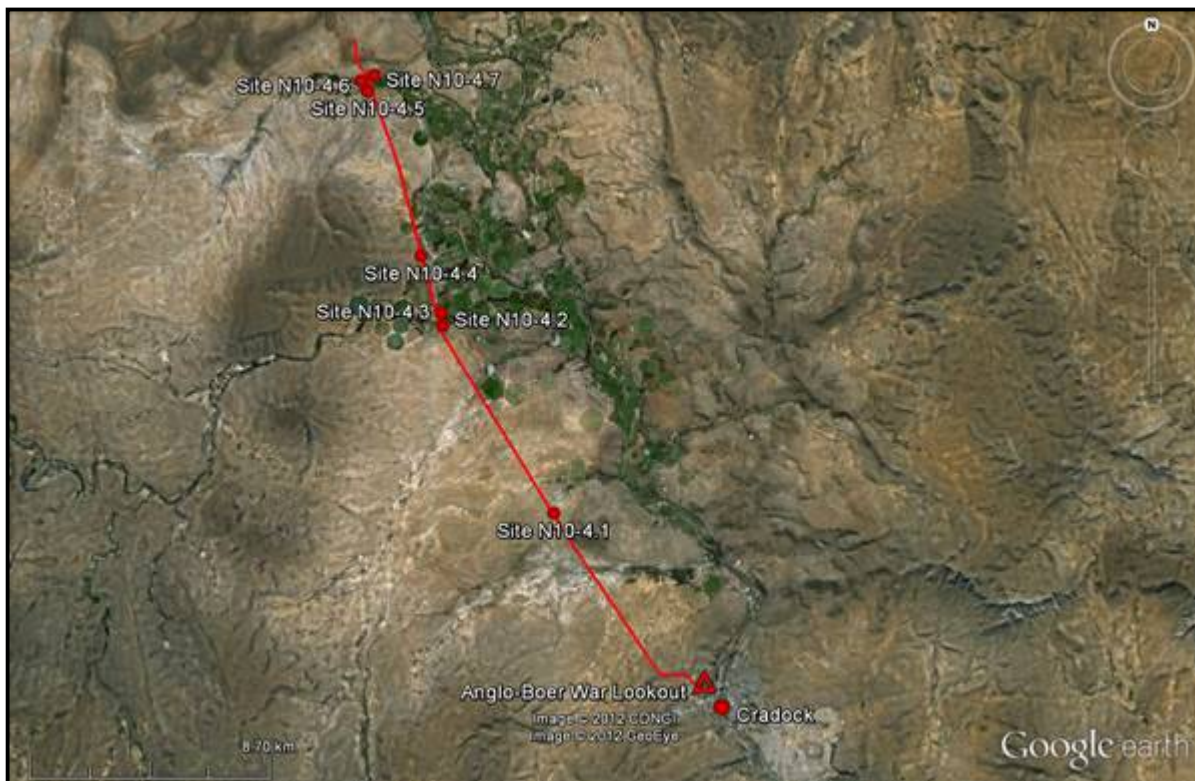 N
Site N10-4.6
Site N10-4.7
Site N10-4.5
Site N10-4.4
Site N10-4.3
Site N10-4.2
Site N10-4.1
Anglo-Boer War Lookout
Cradock
Image © 2012 CDNGI
Image © 2012 GeoEye
8.70 km
Google earth